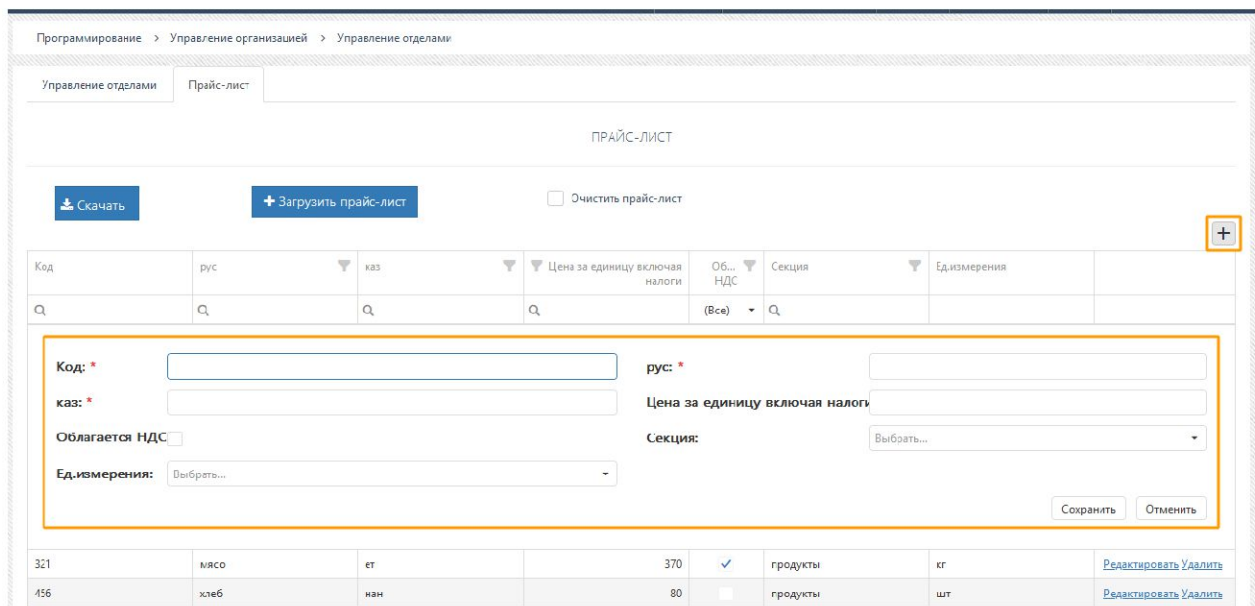 Программирование > Управление организацией > Управление отделами
Управление отделами Прайс-лист
ПРАЙС-ЛИСТ
Скачать + Загрузить прайс-лист Очистить прайс-лист
+
Код рус каз Цена за единицу включая Об... Секция Ед.измерения
налоги НДС
(Все)
Код: * рус: *
каз: * Цена за единицу включая налоги
Облагается НДС Секция: Выбрать...
Ед.измерения: Выбрать...
Сохранить Отменить
321 мясо ет 370 продукты кг Редактировать Удалить
456 хлеб нан 80 продукты шт Редактировать Удалить